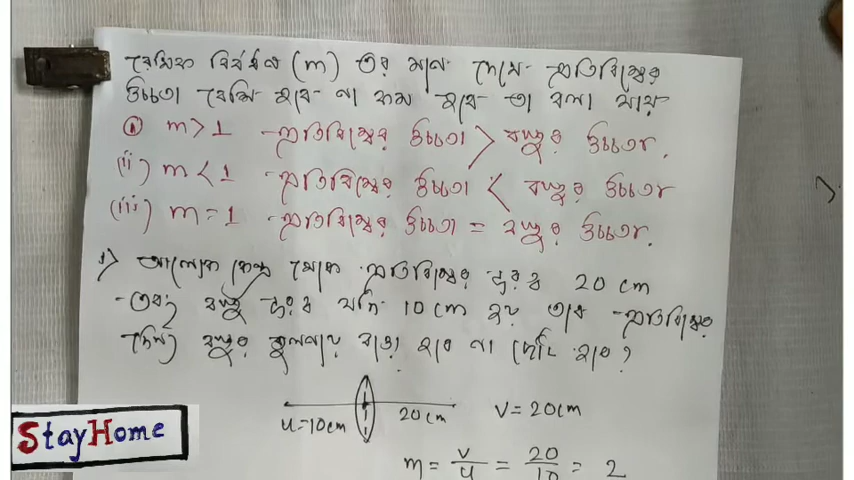 রৈখিক বিবর্ধন (m) এর মান দেখে প্রতিবিম্বের
উচ্চতা বেশি হবে না কম হবে তা বলা যায়
(i) m > 1 প্রতিবিম্বের উচ্চতা > বস্তুর উচ্চতা.
(ii) m < 1 প্রতিবিম্বের উচ্চতা < বস্তুর উচ্চতা
(iii) m = 1 প্রতিবিম্বের উচ্চতা = বস্তুর উচ্চতা.
১) আলোক কেন্দ্র থেকে প্রতিবিম্বের দূরত্ব 20 cm
এবং বস্তু দূরত্ব যদি 10 cm হয় তবে প্রতিবিম্বের
দৈর্ঘ্য বস্তুর তুলনায় বড়ো হবে না ছোট হবে?
u=10cm 20cm v = 20cm
m = v/u = 20/10 = 2
StayHome